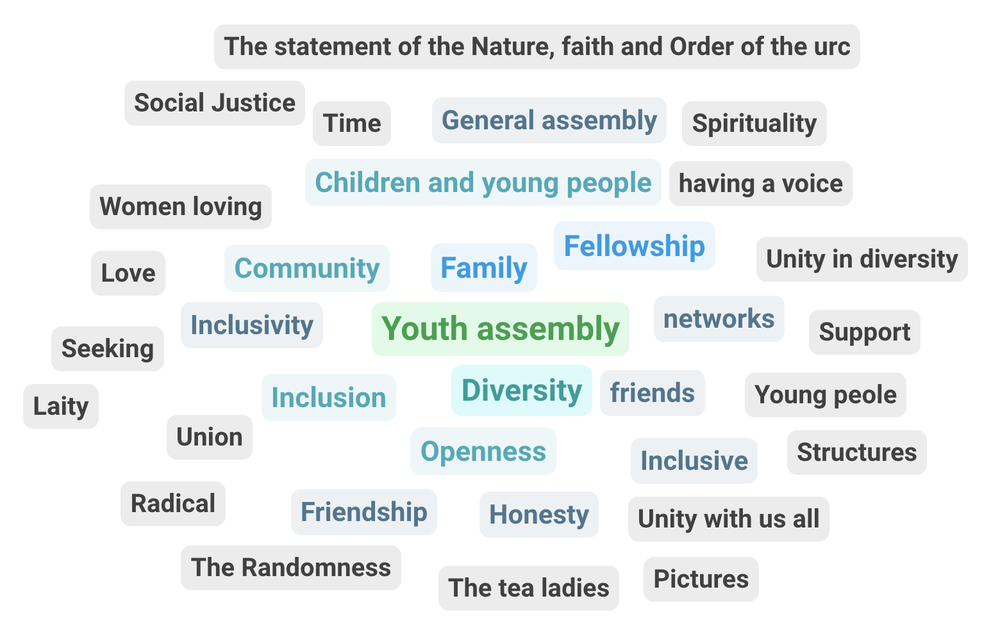 The statement of the Nature, faith and Order of the urc
Social Justice
Time
General assembly
Spirituality
Children and young people
having a voice
Women loving
Fellowship
Community
Family
Unity in diversity
Love
Inclusivity
Youth assembly
networks
Support
Seeking
Inclusion
Diversity
friends
Young peole
Laity
Union
Openness
Inclusive
Structures
Radical
Friendship
Honesty
Unity with us all
The Randomness
The tea ladies
Pictures